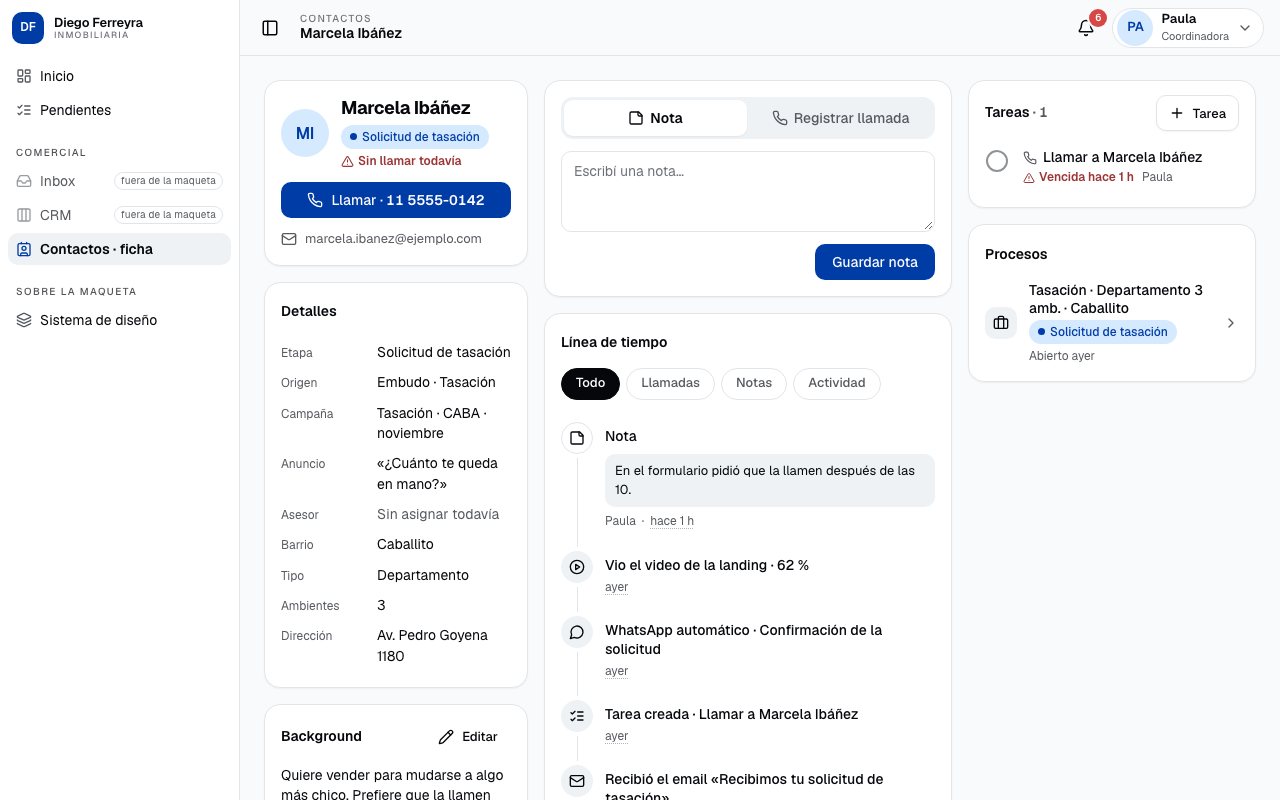 DF
Diego Ferreyra
INMOBILIARIA
Inicio
Pendientes
COMERCIAL
Inbox
fuera de la maqueta
CRM
fuera de la maqueta
Contactos · ficha
SOBRE LA MAQUETA
Sistema de diseño
CONTACTOS
Marcela Ibáñez
6
PA
Paula
Coordinadora
MI
Marcela Ibáñez
Solicitud de tasación
Sin llamar todavía
Llamar · 11 5555-0142
marcela.ibanez@ejemplo.com
Detalles
Etapa
Solicitud de tasación
Origen
Embudo · Tasación
Campaña
Tasación · CABA ·
noviembre
Anuncio
«¿Cuánto te queda
en mano?»
Asesor
Sin asignar todavía
Barrio
Caballito
Tipo
Departamento
Ambientes
3
Dirección
Av. Pedro Goyena
1180
Background
Editar
Quiere vender para mudarse a algo
más chico. Prefiere que la llamen
Nota
Registrar llamada
Escribí una nota…
Guardar nota
Línea de tiempo
Todo
Llamadas
Notas
Actividad
Nota
En el formulario pidió que la llamen después de las
10.
Paula · hace 1 h
Vio el video de la landing · 62 %
ayer
WhatsApp automático · Confirmación de la
solicitud
ayer
Tarea creada · Llamar a Marcela Ibáñez
ayer
Recibió el email «Recibimos tu solicitud de
tasación»
Tareas · 1
Tarea
Llamar a Marcela Ibáñez
Vencida hace 1 h Paula
Procesos
Tasación · Departamento 3
amb. · Caballito
Solicitud de tasación
Abierto ayer